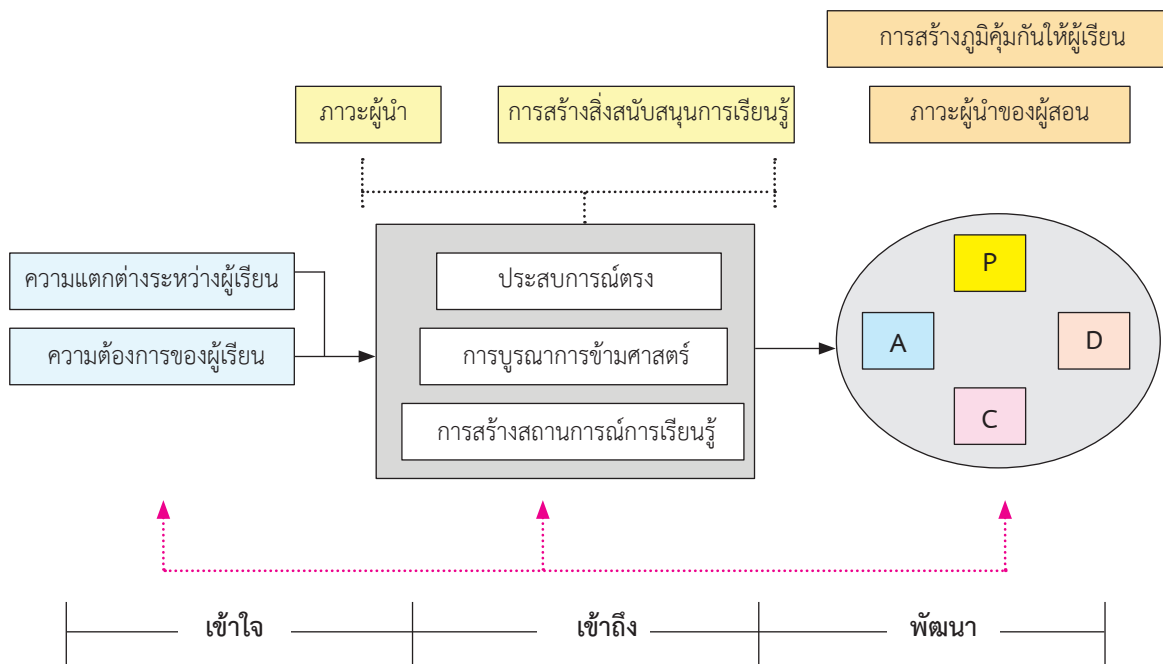 การสร้างภูมิคุ้มกันให้ผู้เรียน
ภาวะผู้นำ
การสร้างสิ่งสนับสนุนการเรียนรู้
ภาวะผู้นำของผู้สอน
ความแตกต่างระหว่างผู้เรียน
ความต้องการของผู้เรียน
ประสบการณ์ตรง
การบูรณาการข้ามศาสตร์
การสร้างสถานการณ์การเรียนรู้
P
A
D
C
เข้าใจ
เข้าถึง
พัฒนา